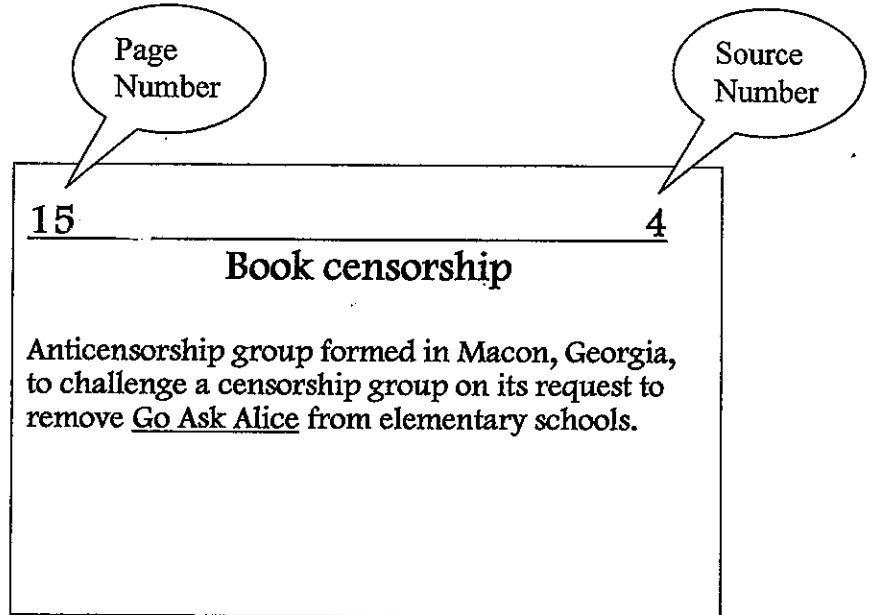 Page
Number
Source
Number
15 4
Book censorship
Anticensorship group formed in Macon, Georgia,
to challenge a censorship group on its request to
remove Go Ask Alice from elementary schools.